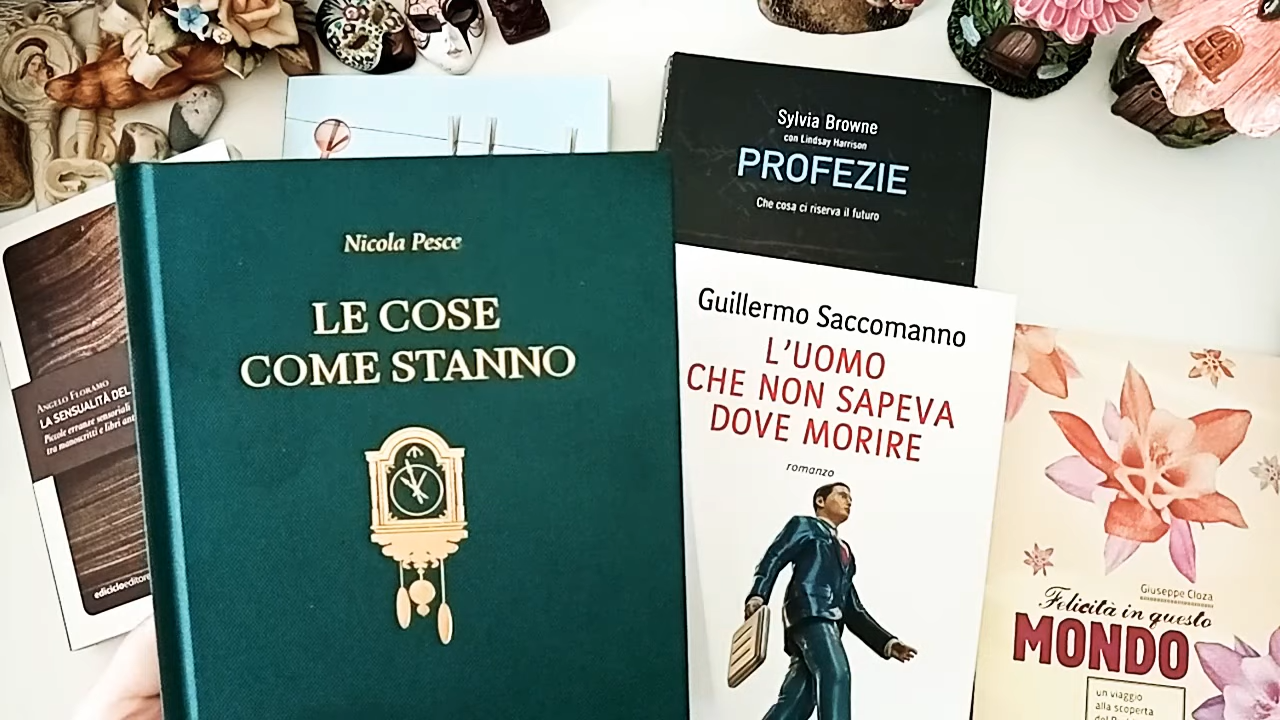 Nicola Pesce
LE COSE
COME STANNO
Sylvia Browne
con Lindsay Harrison
PROFEZIE
Che cosa ci riserva il futuro
Guillermo Saccomanno
L'UOMO
CHE NON SAPEVA
DOVE MORIRE
romanzo
ANGELO FLORAMO
LA SENSUALITÀ DEL
Piccole erranze sensoriali
tra manoscritti e libri
ediciclo editore
Giuseppe Cloza
Felicità in questo
MONDO
un viaggio
alla scoperta